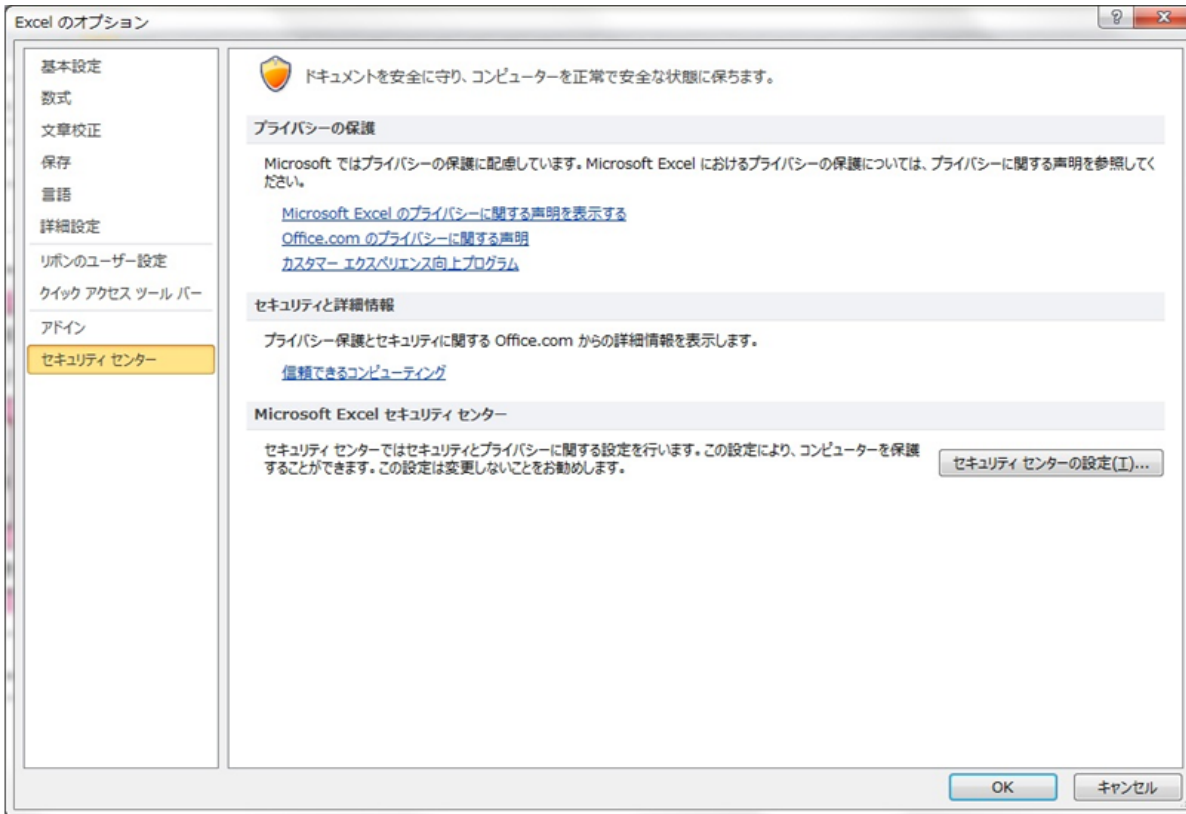 Excel のオプション
基本設定
数式
文章校正
保存
言語
詳細設定
リボンのユーザー設定
クイック アクセス ツール バー
アドイン
セキュリティ センター
ドキュメントを安全に守り、コンピューターを正常で安全な状態に保ちます。
プライバシーの保護
Microsoft ではプライバシーの保護に配慮しています。Microsoft Excel におけるプライバシーの保護については、プライバシーに関する声明を参照してく
ださい。
Microsoft Excel のプライバシーに関する声明を表示する
Office.com のプライバシーに関する声明
カスタマー エクスペリエンス向上プログラム
セキュリティと詳細情報
プライバシー保護とセキュリティに関する Office.com からの詳細情報を表示します。
信頼できるコンピューティング
Microsoft Excel セキュリティ センター
セキュリティ センターではセキュリティとプライバシーに関する設定を行います。この設定により、コンピューターを保護
することができます。この設定は変更しないことをお勧めします。
セキュリティ センターの設定(T)...
OK
キャンセル